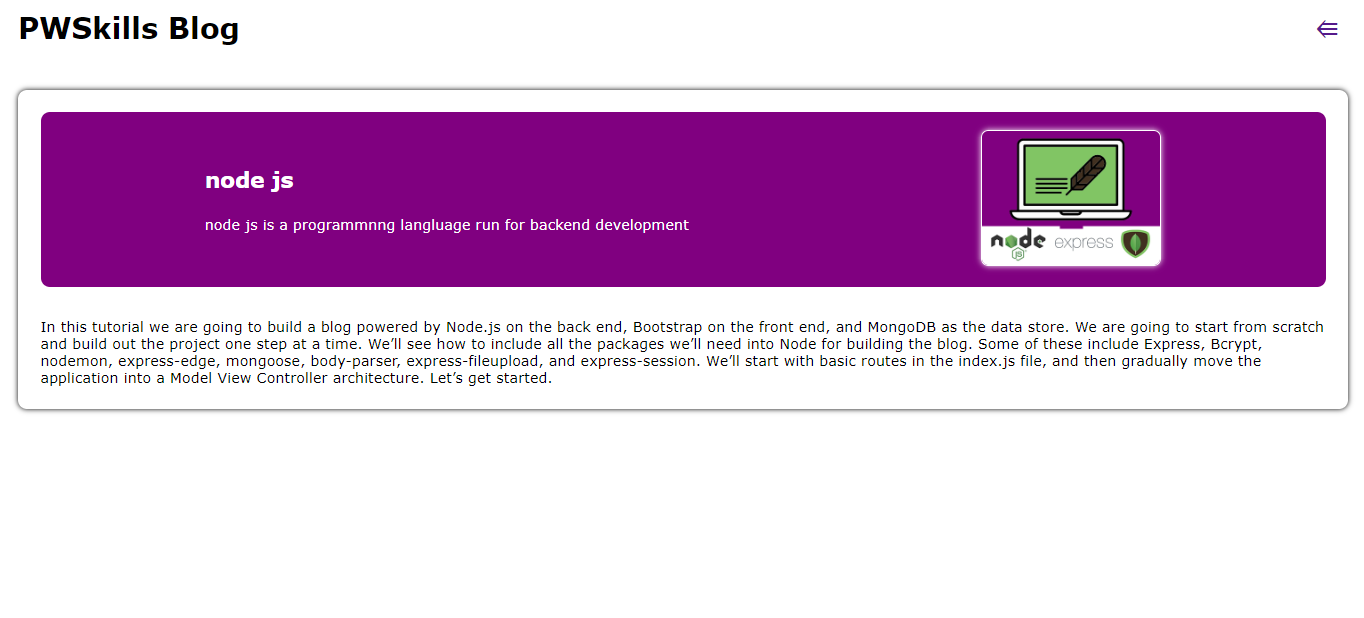 PWSkills Blog
node js
node js is a programmnng langluage run for backend development
node
JS
express
In this tutorial we are going to build a blog powered by Node.js on the back end, Bootstrap on the front end, and MongoDB as the data store. We are going to start from scratch
and build out the project one step at a time. We’ll see how to include all the packages we’ll need into Node for building the blog. Some of these include Express, Bcrypt,
nodemon, express-edge, mongoose, body-parser, express-fileupload, and express-session. We’ll start with basic routes in the index.js file, and then gradually move the
application into a Model View Controller architecture. Let’s get started.